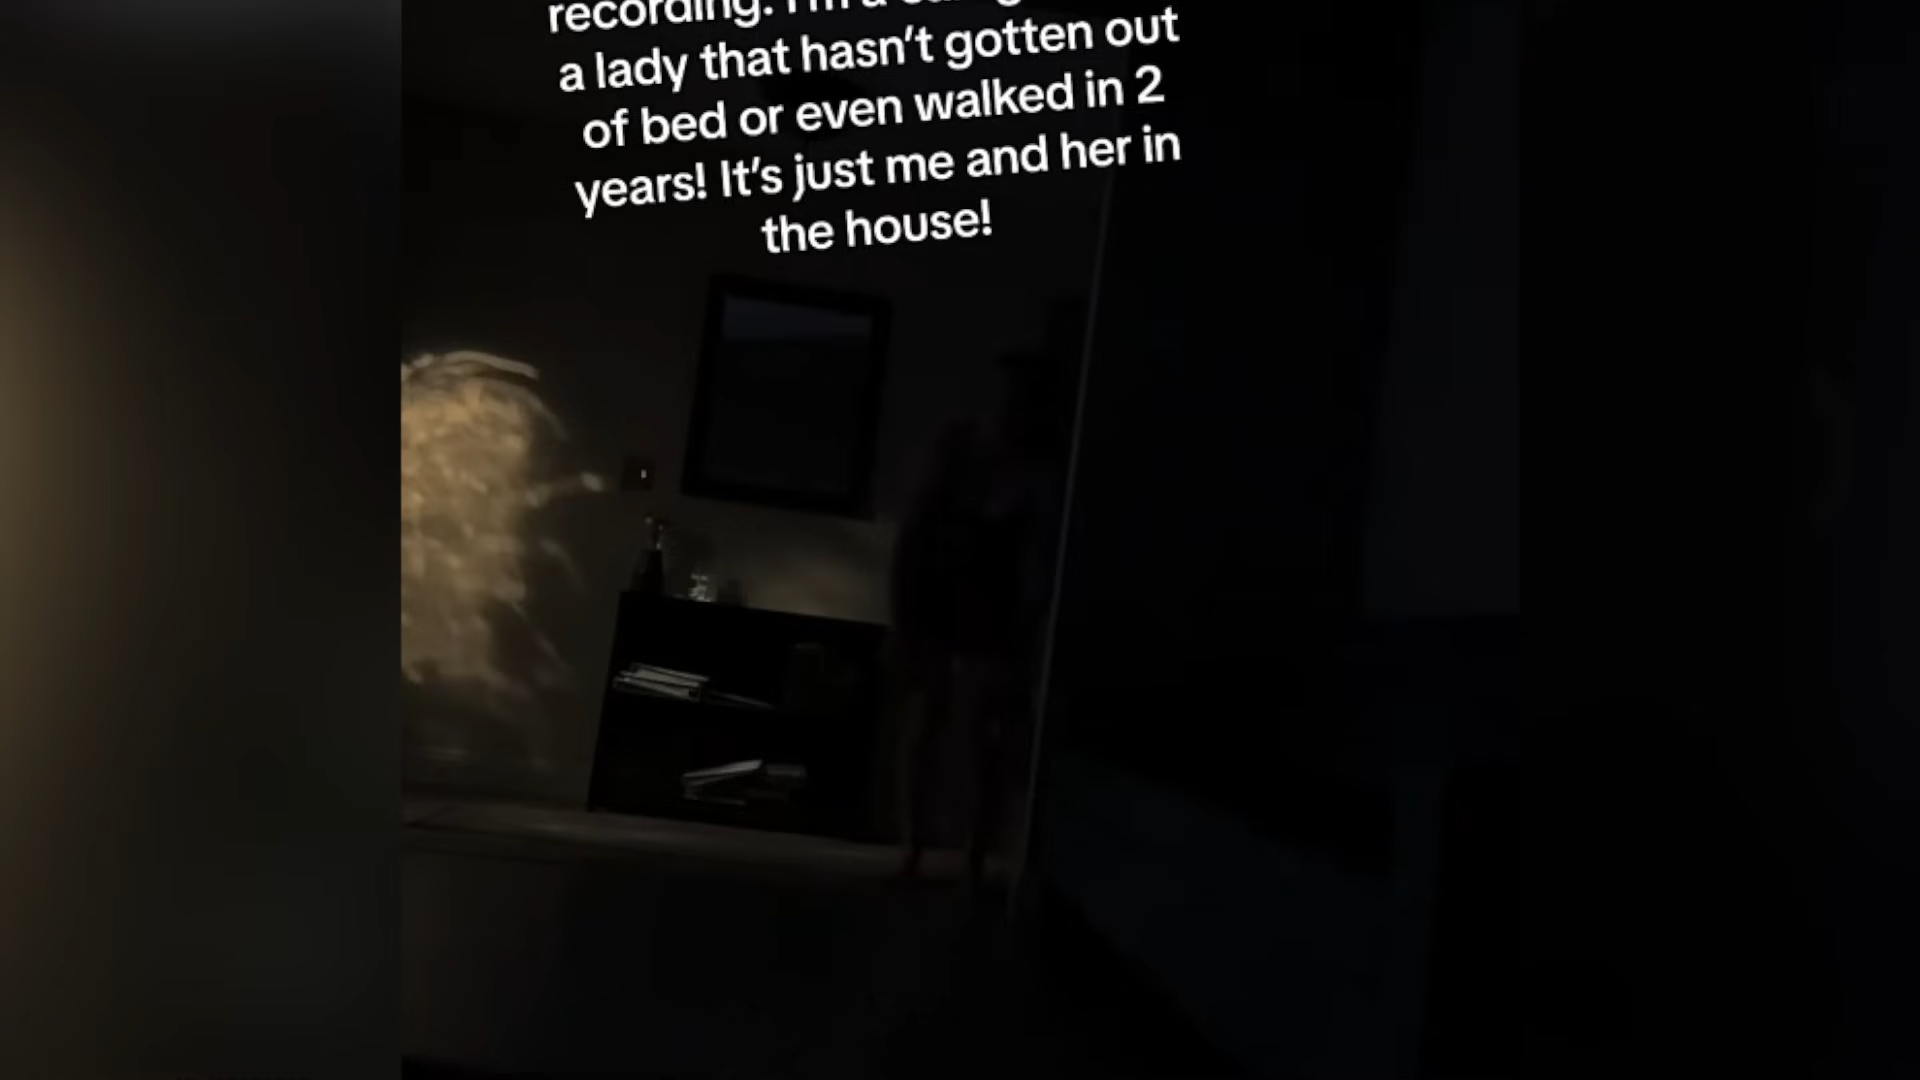 recording. I'm a
a lady that hasn't gotten out
of bed or even walked in 2
years! It's just me and her in
the house!